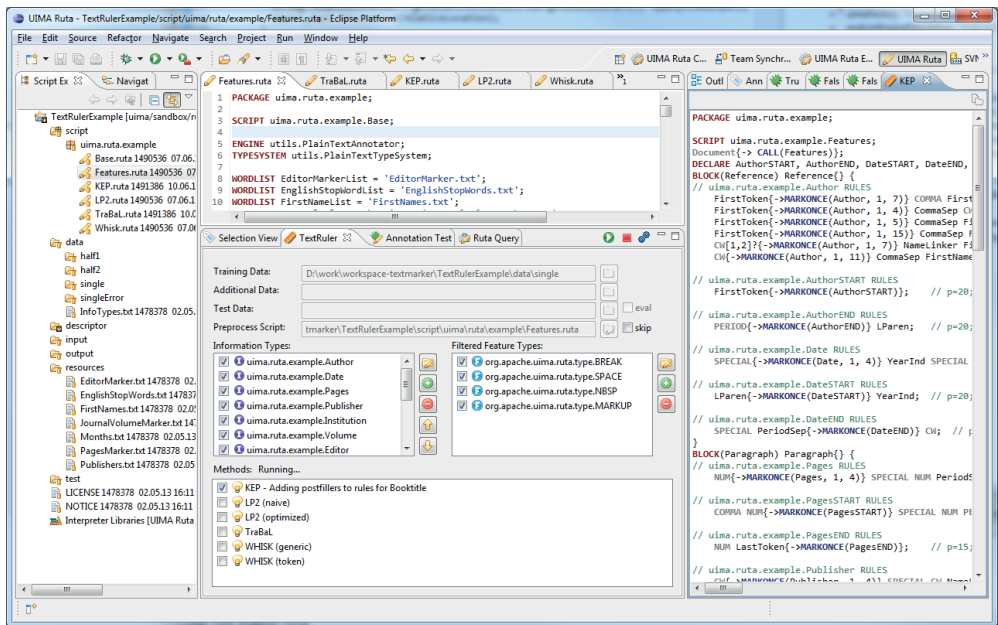 UIMA Ruta - TextRulerExample/script/uima/ruta/example/Features.ruta - Eclipse Platform
File Edit Source Refactor Navigate Search Project Run Window Help
UIMA Ruta C... Team Synchr... UIMA Ruta E... UIMA Ruta SVN »
Script Ex Navigat
TextRulerExample [uima/sandbox/ru
script
uima.ruta.example
Base.ruta 1490536 07.06.
Features.ruta 1490536 07
KEP.ruta 1491386 10.06.1
LP2.ruta 1490536 07.06.1
TraBaL.ruta 1491386 10.0
Whisk.ruta 1490536 07.06
data
half1
half2
single
singleError
InfoTypes.txt 1478378 02.05.
descriptor
input
output
resources
EditorMarker.txt 1478378 02.
EnglishStopWords.txt 147837
FirstNames.txt 1478378 02.05
JournalVolumeMarker.txt 147
Months.txt 1478378 02.05.13
PagesMarker.txt 1478378 02.
Publishers.txt 1478378 02.05
test
LICENSE 1478378 02.05.13 16:11
NOTICE 1478378 02.05.13 16:11
Interpreter Libraries [UIMA Ruta
Features.ruta TraBaL.ruta KEP.ruta LP2.ruta Whisk.ruta »1
1 PACKAGE uima.ruta.example;
2
3 SCRIPT uima.ruta.example.Base;
4
5 ENGINE utils.PlainTextAnnotator;
6 TYPESYSTEM utils.PlainTextTypeSystem;
7
8 WORDLIST EditorMarkerList = 'EditorMarker.txt';
9 WORDLIST EnglishStopWordList = 'EnglishStopWords.txt';
10 WORDLIST FirstNameList = 'FirstNames.txt';
Selection View TextRuler Annotation Test Ruta Query
Training Data: D:\work\workspace-textmarker\TextRulerExample\data\single
Additional Data:
Test Data: eval
Preprocess Script: tmarker\TextRulerExample\script\uima\ruta\example\Features.ruta skip
Information Types: Filtered Feature Types:
uima.ruta.example.Author org.apache.uima.ruta.type.BREAK
uima.ruta.example.Date org.apache.uima.ruta.type.SPACE
uima.ruta.example.Pages org.apache.uima.ruta.type.NBSP
uima.ruta.example.Publisher org.apache.uima.ruta.type.MARKUP
uima.ruta.example.Institution
uima.ruta.example.Volume
uima.ruta.example.Editor
Methods: Running...
KEP - Adding postfillers to rules for Booktitle
LP2 (naive)
LP2 (optimized)
TraBaL
WHISK (generic)
WHISK (token)
Outl Ann Tru Fals Fals KEP
PACKAGE uima.ruta.example;
SCRIPT uima.ruta.example.Features;
Document{-> CALL(Features)};
DECLARE AuthorSTART, AuthorEND, DateSTART, DateEND,
BLOCK(Reference) Reference{} {
// uima.ruta.example.Author RULES
FirstToken{->MARKONCE(Author, 1, 7)} COMMA First
FirstToken{->MARKONCE(Author, 1, 4)} CommaSep CW
FirstToken{->MARKONCE(Author, 1, 5)} CommaSep
FirstToken{->MARKONCE(Author, 1, 15)} CommaSep F
CW[1,2]?{->MARKONCE(Author, 1, 7)} NameLinker Fi
CW{->MARKONCE(Author, 1, 11)} CommaSep FirstName
// uima.ruta.example.AuthorSTART RULES
FirstToken{->MARKONCE(AuthorSTART)}; // p=20;
// uima.ruta.example.AuthorEND RULES
PERIOD{->MARKONCE(AuthorEND)} LParen; // p=20;
// uima.ruta.example.Date RULES
SPECIAL{->MARKONCE(Date, 1, 4)} YearInd SPECIAL
// uima.ruta.example.DateSTART RULES
LParen{->MARKONCE(DateSTART)} YearInd; // p=20;
// uima.ruta.example.DateEND RULES
SPECIAL PeriodSep{->MARKONCE(DateEND)} CW; // p
}
BLOCK(Paragraph) Paragraph{} {
// uima.ruta.example.Pages RULES
NUM{->MARKONCE(Pages, 1, 4)} SPECIAL NUM PeriodS
// uima.ruta.example.PagesSTART RULES
COMMA NUM{->MARKONCE(PagesSTART)} SPECIAL NUM PE
// uima.ruta.example.PagesEND RULES
NUM LastToken{->MARKONCE(PagesEND)}; // p=15;
// uima.ruta.example.Publisher RULES